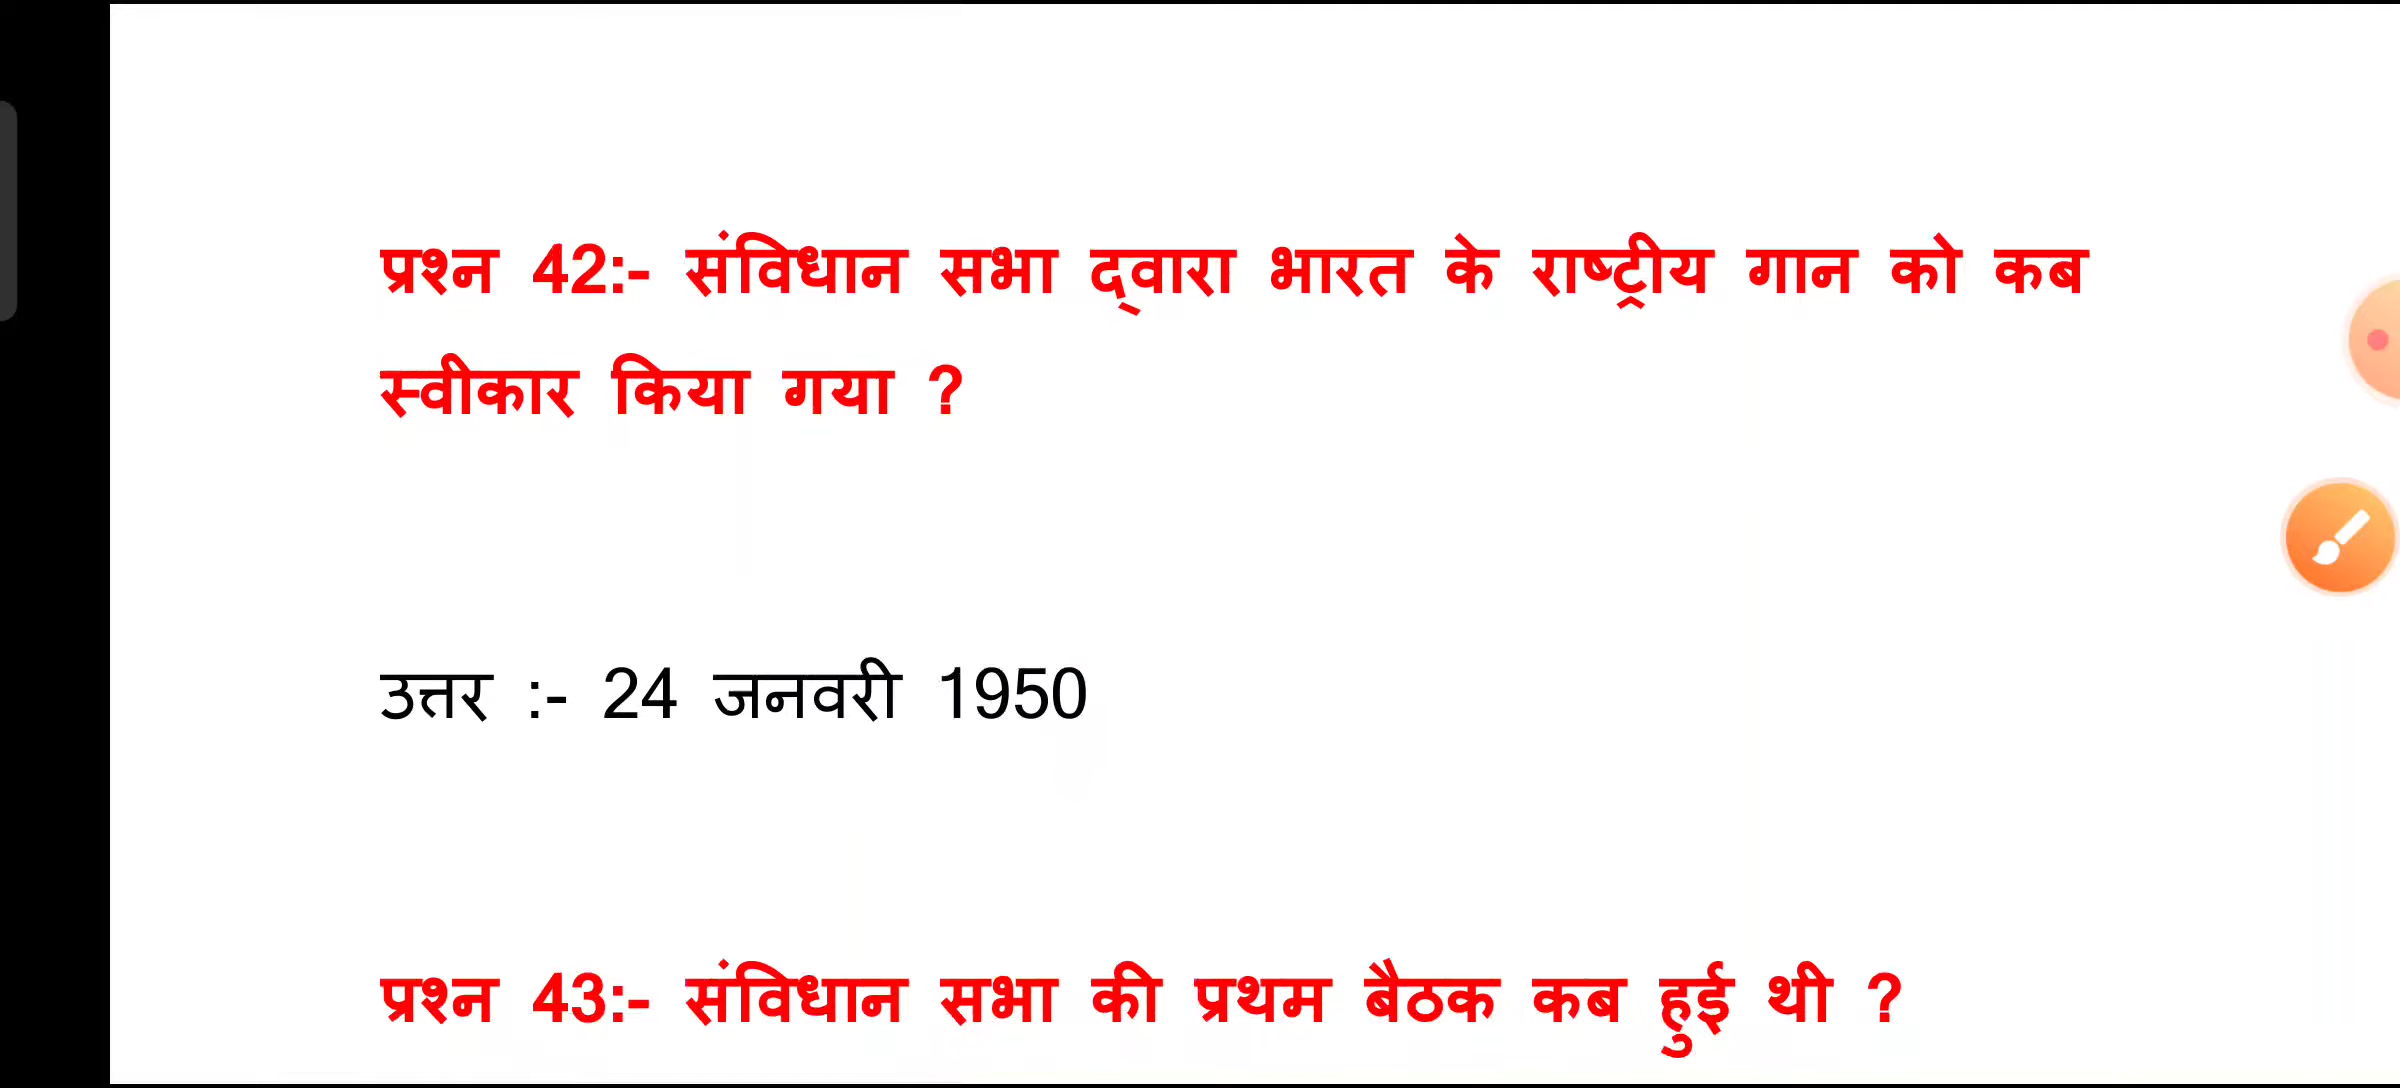 प्रश्न 42:- संविधान सभा द्वारा भारत के राष्ट्रीय गान को कब
स्वीकार किया गया ?
उत्तर :- 24 जनवरी 1950
प्रश्न 43:- संविधान सभा की प्रथम बैठक कब हुई थी ?